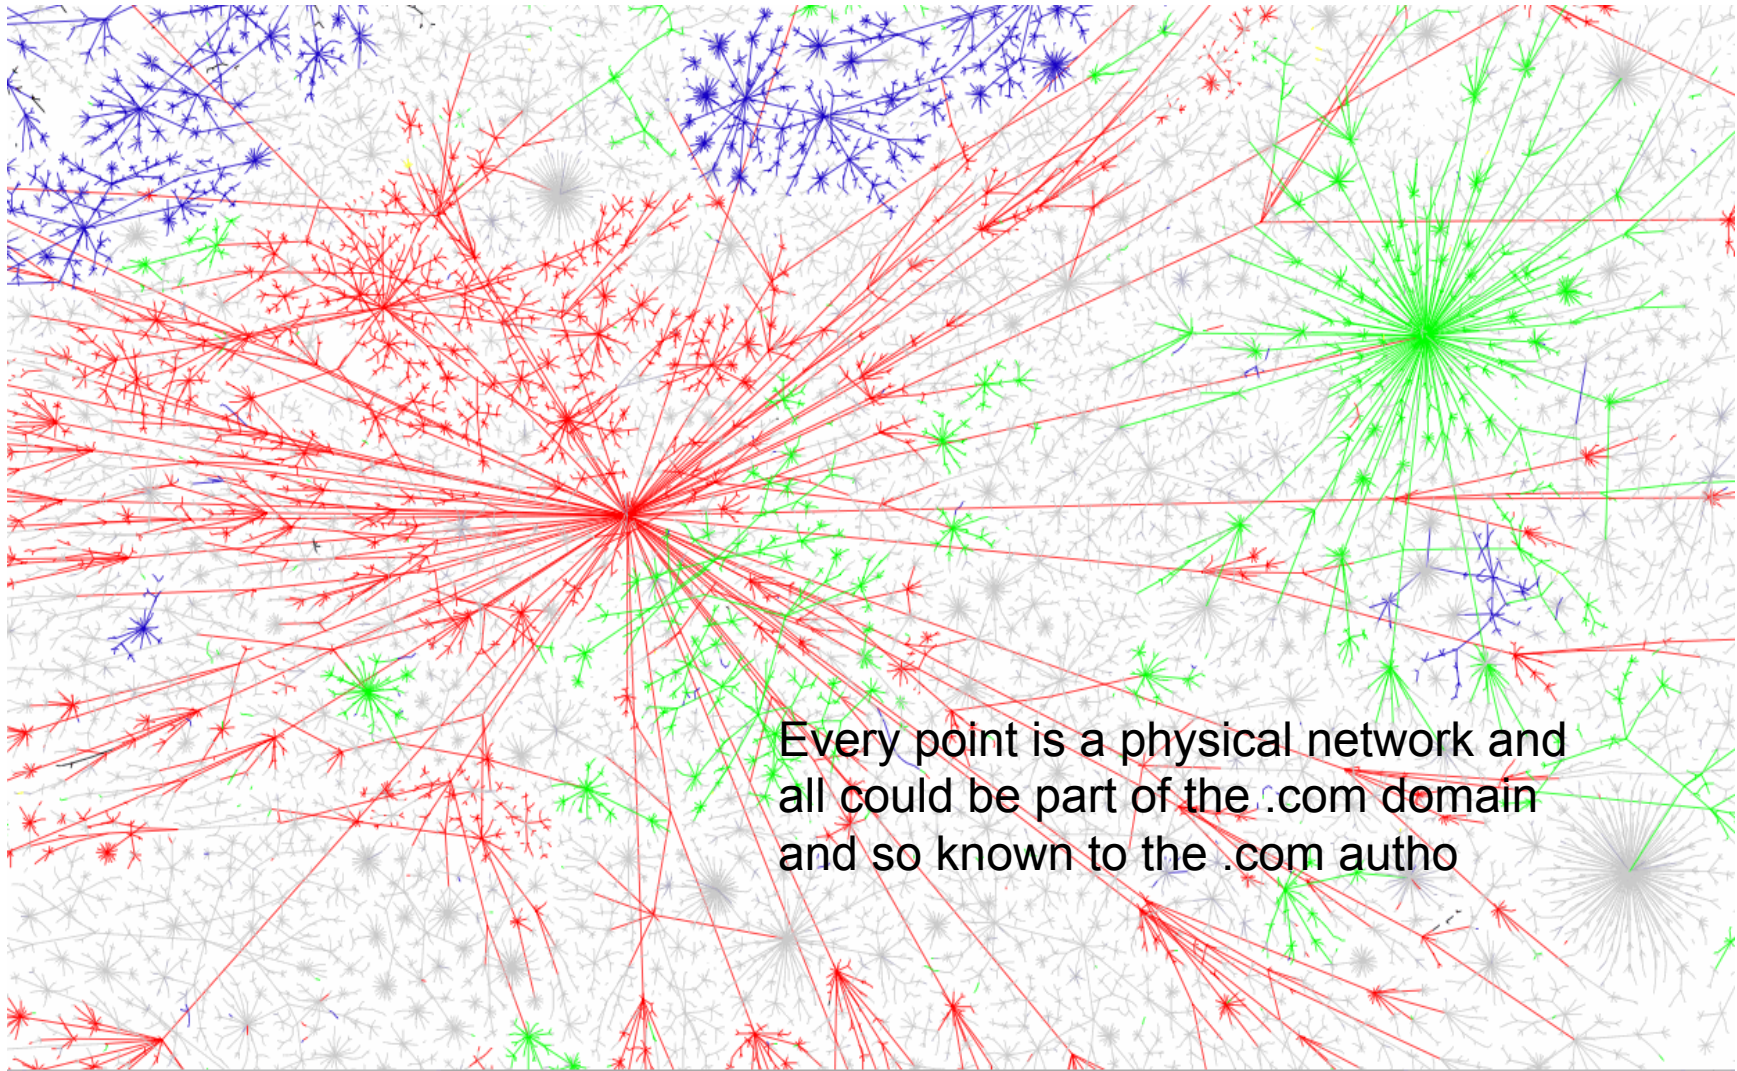 Every point is a physical network and
all could be part of the .com domain
and so known to the .com autho